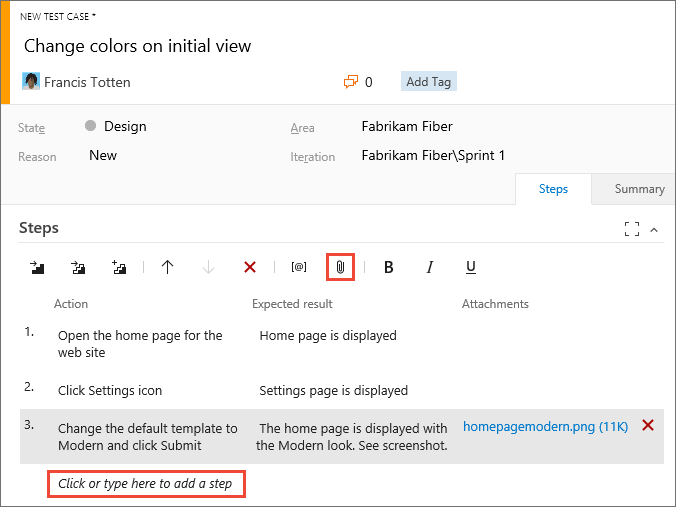 NEW TEST CASE *
Change colors on initial view
Francis Totten
0
Add Tag
State
Design
Area
Fabrikam Fiber
Reason
New
Iteration
Fabrikam Fiber\Sprint 1
Steps
Summary
Steps
[@]
B
I
U
Action
Expected result
Attachments
1.
Open the home page for the
web site
Home page is displayed
2.
Click Settings icon
Settings page is displayed
3.
Change the default template to
Modern and click Submit
The home page is displayed with
the Modern look. See screenshot.
homepagemodern.png (11K)
Click or type here to add a step